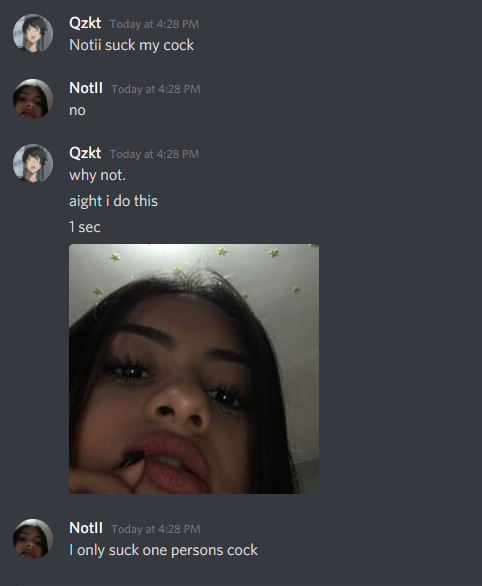 Qzkt Today at 4:28 PM
Notii suck my cock
NotII Today at 4:28 PM
no
Qzkt Today at 4:28 PM
why not.
aight i do this
1 sec
NotII Today at 4:28 PM
I only suck one persons cock